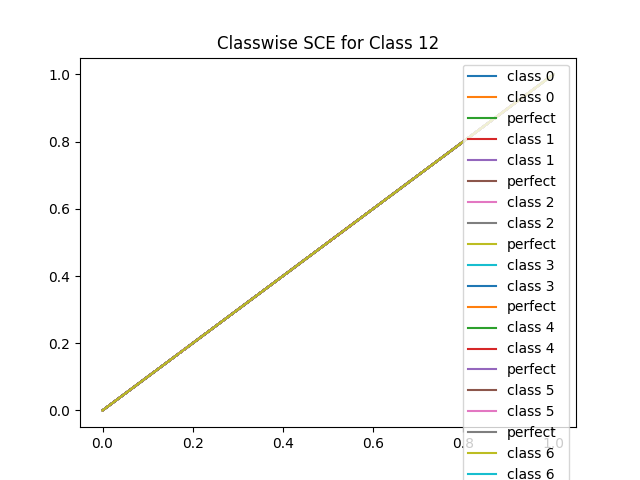 Classwise SCE for Class 12
1.0
0.8
0.6
0.4
0.2
0.0
0.0 0.2 0.4 0.6 0.8 1.0
class 0
class 0
perfect
class 1
class 1
perfect
class 2
class 2
perfect
class 3
class 3
perfect
class 4
class 4
perfect
class 5
class 5
perfect
class 6
class 6